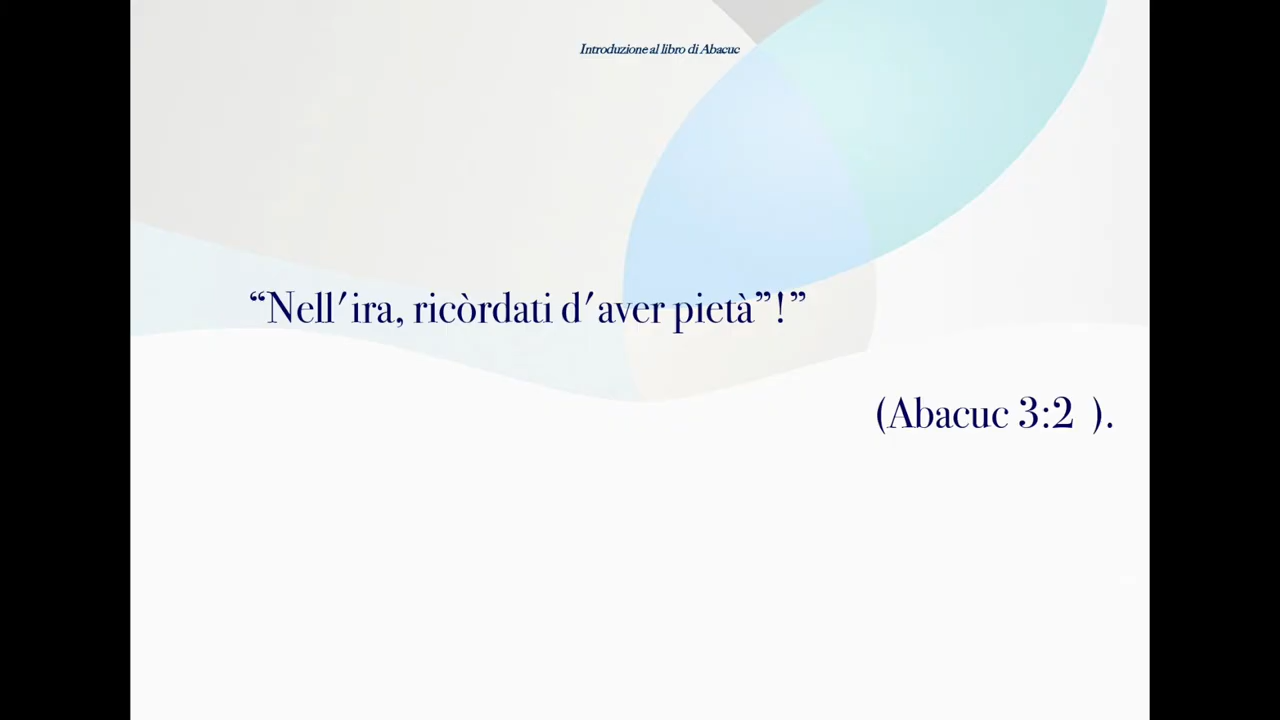 Introduzione al libro di Abacuc
“Nell'ira, ricòrdati d'aver pietà”!”
(Abacuc 3:2 ).